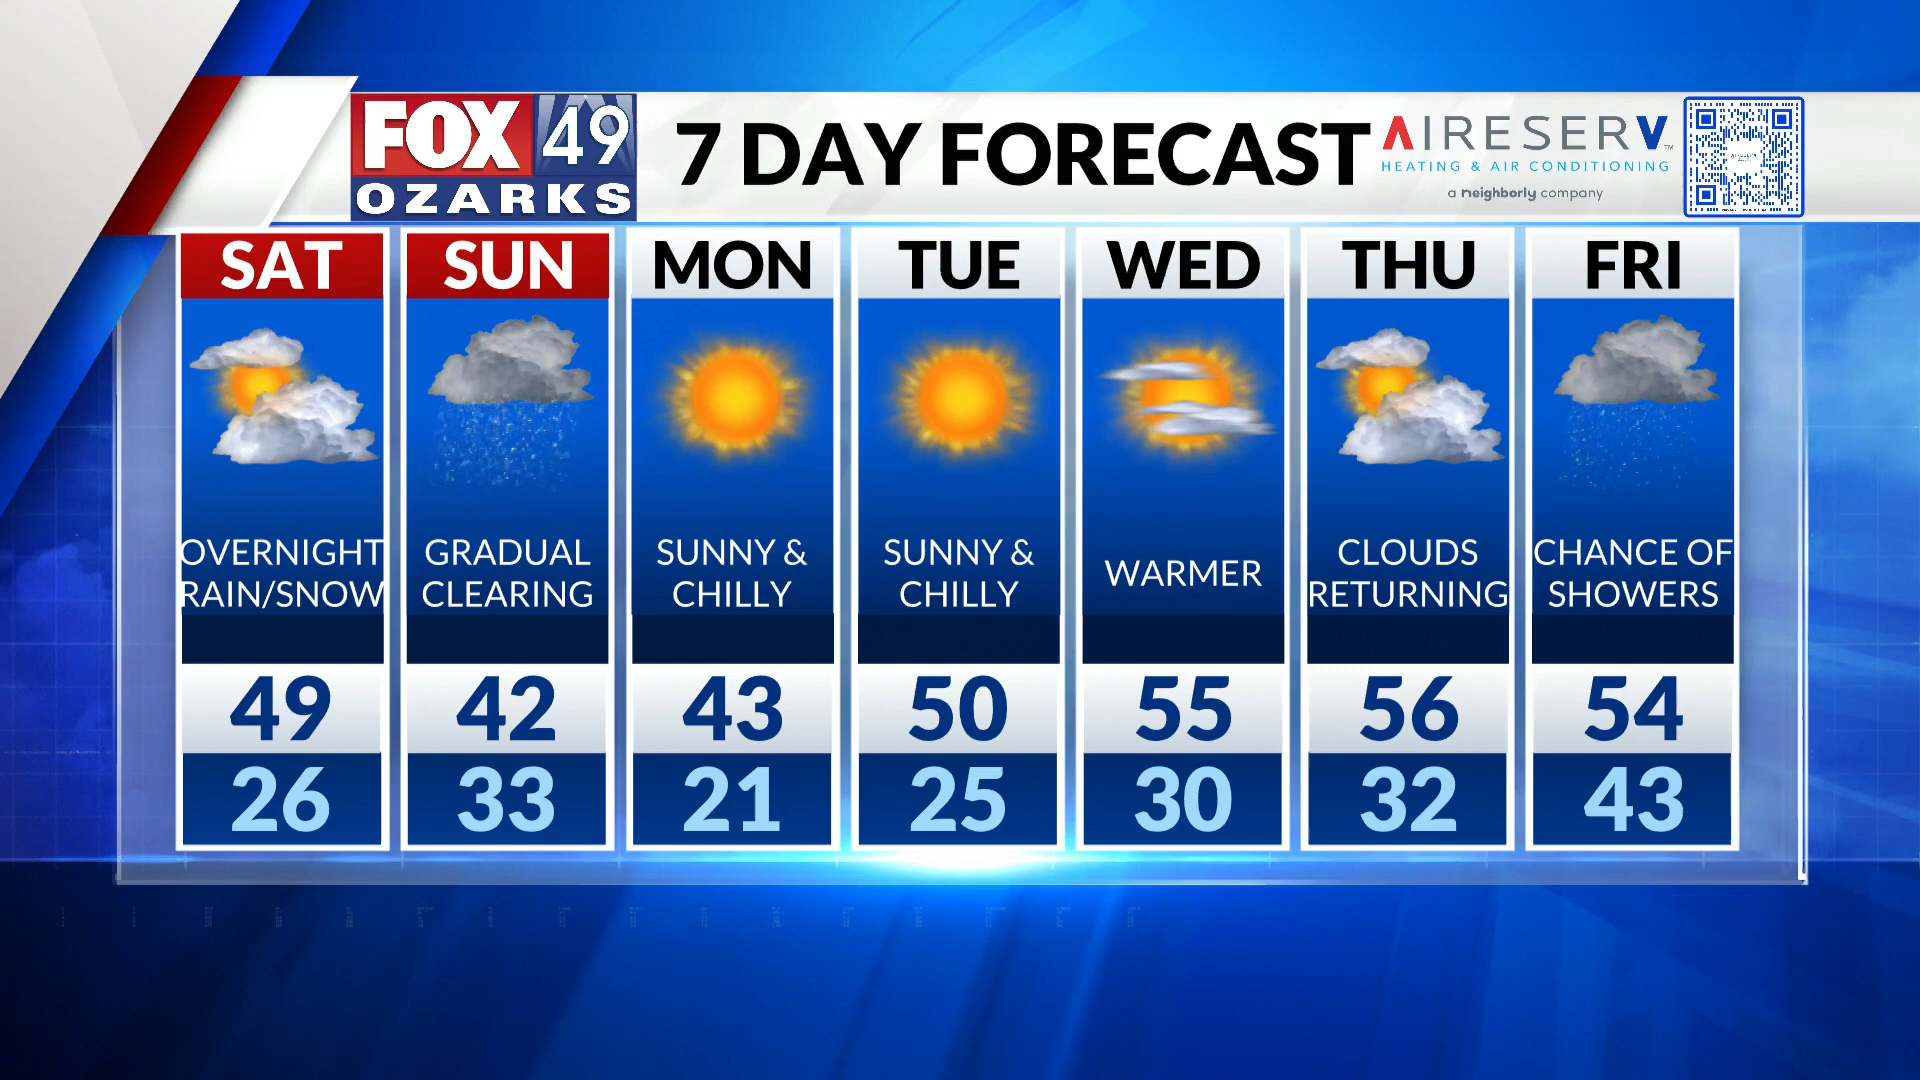 FOX 49
OZARKS
7 DAY FORECAST
AIRESERV™
HEATING & AIR CONDITIONING
a neighborly company
SAT
SUN
MON
TUE
WED
THU
FRI
OVERNIGHT
RAIN/SNOW
GRADUAL
CLEARING
SUNNY &
CHILLY
SUNNY &
CHILLY
WARMER
CLOUDS
RETURNING
CHANCE OF
SHOWERS
49
42
43
50
55
56
54
26
33
21
25
30
32
43